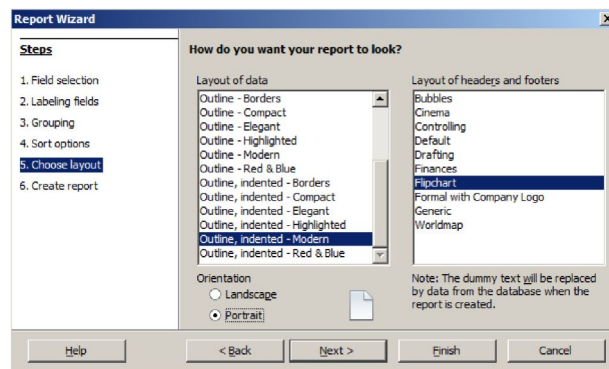 Report Wizard
Steps
1. Field selection
2. Labeling fields
3. Grouping
4. Sort options
5. Choose layout
6. Create report
How do you want your report to look?
Layout of data
Outline - Borders
Outline - Compact
Outline - Elegant
Outline - Highlighted
Outline - Modern
Outline - Red & Blue
Outline, indented - Borders
Outline, indented - Compact
Outline, indented - Elegant
Outline, indented - Highlighted
Outline, indented - Modern
Outline, indented - Red & Blue
Layout of headers and footers
Bubbles
Cinema
Controlling
Default
Drafting
Finances
Flipchart
Formal with Company Logo
Generic
Worldmap
Orientation
Landscape
Portrait
Note: The dummy text will be replaced
by data from the database when the
report is created.
Help
< Back
Next >
Finish
Cancel